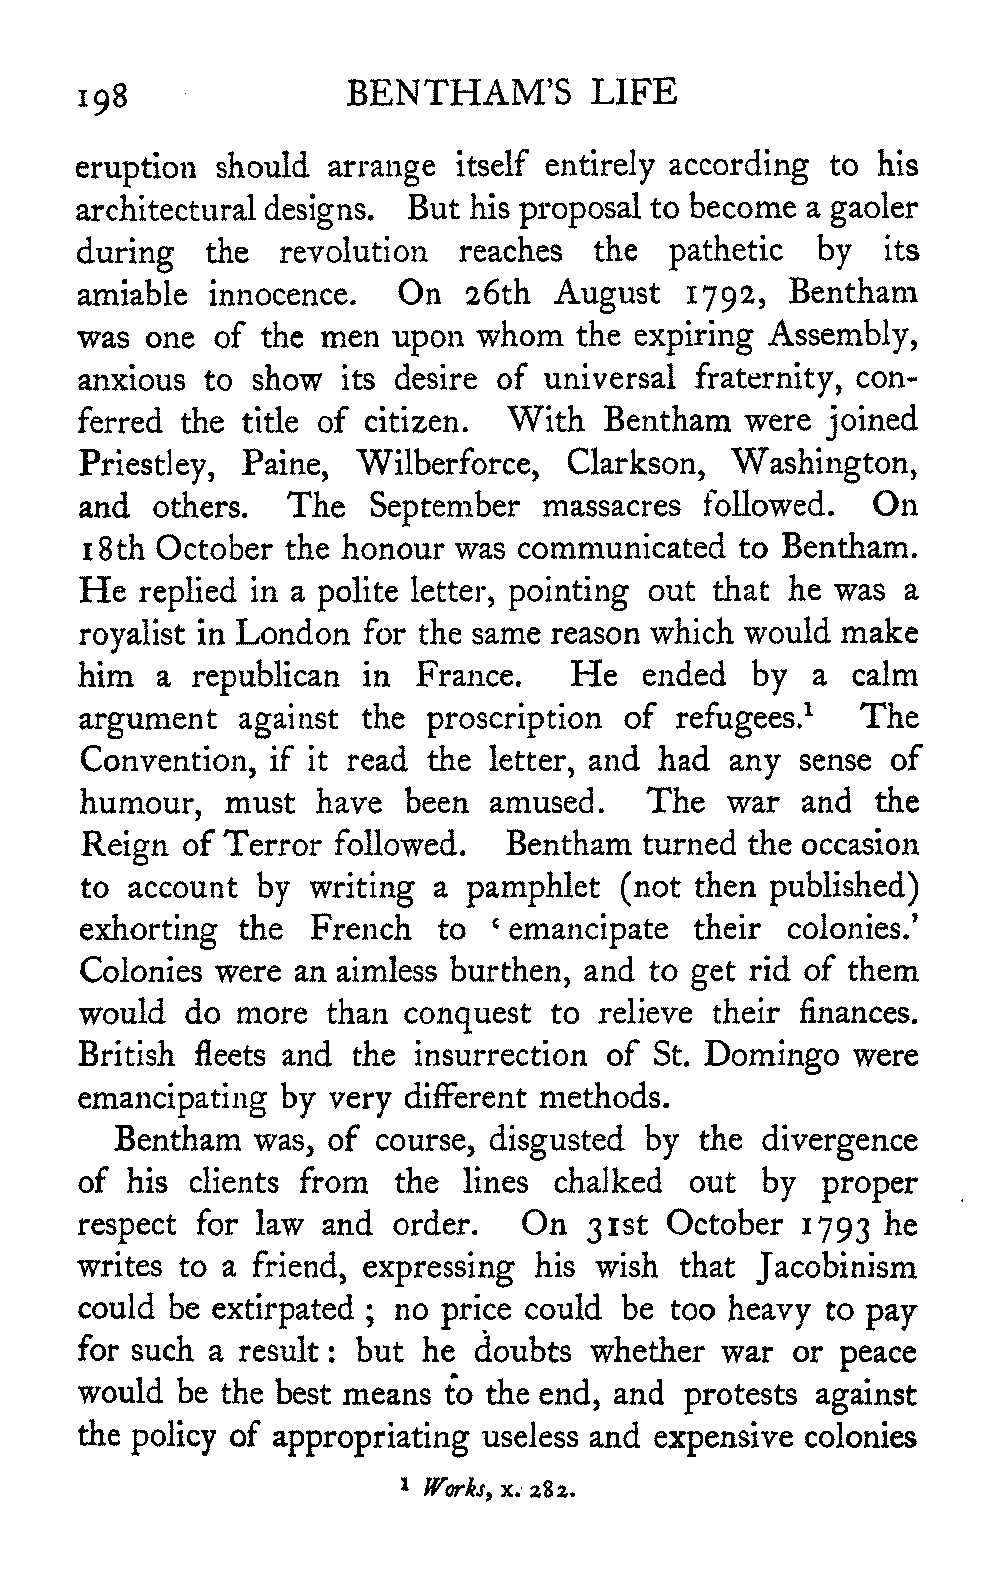 198 BENTHAM'S LIFE
eruption should arrange itself entirely according to his
architectural designs. But his proposal to become a gaoler
during the revolution reaches the pathetic by its
amiable innocence. On 26th August 1792, Bentham
was one of the men upon whom the expiring Assembly,
anxious to show its desire of universal fraternity, con-
ferred the title of citizen. With Bentham were joined
Priestley, Paine, Wilberforce, Clarkson, Washington,
and others. The September massacres followed. On
18th October the honour was communicated to Bentham.
He replied in a polite letter, pointing out that he was a
royalist in London for the same reason which would make
him a republican in France. He ended by a calm
argument against the proscription of refugees.¹ The
Convention, if it read the letter, and had any sense of
humour, must have been amused. The war and the
Reign of Terror followed. Bentham turned the occasion
to account by writing a pamphlet (not then published)
exhorting the French to ‘emancipate their colonies.’
Colonies were an aimless burthen, and to get rid of them
would do more than conquest to relieve their finances.
British fleets and the insurrection of St. Domingo were
emancipating by very different methods.
Bentham was, of course, disgusted by the divergence
of his clients from the lines chalked out by proper
respect for law and order. On 31st October 1793 he
writes to a friend, expressing his wish that Jacobinism
could be extirpated ; no price could be too heavy to pay
for such a result : but he doubts whether war or peace
would be the best means to the end, and protests against
the policy of appropriating useless and expensive colonies
¹ Works, x. 282.